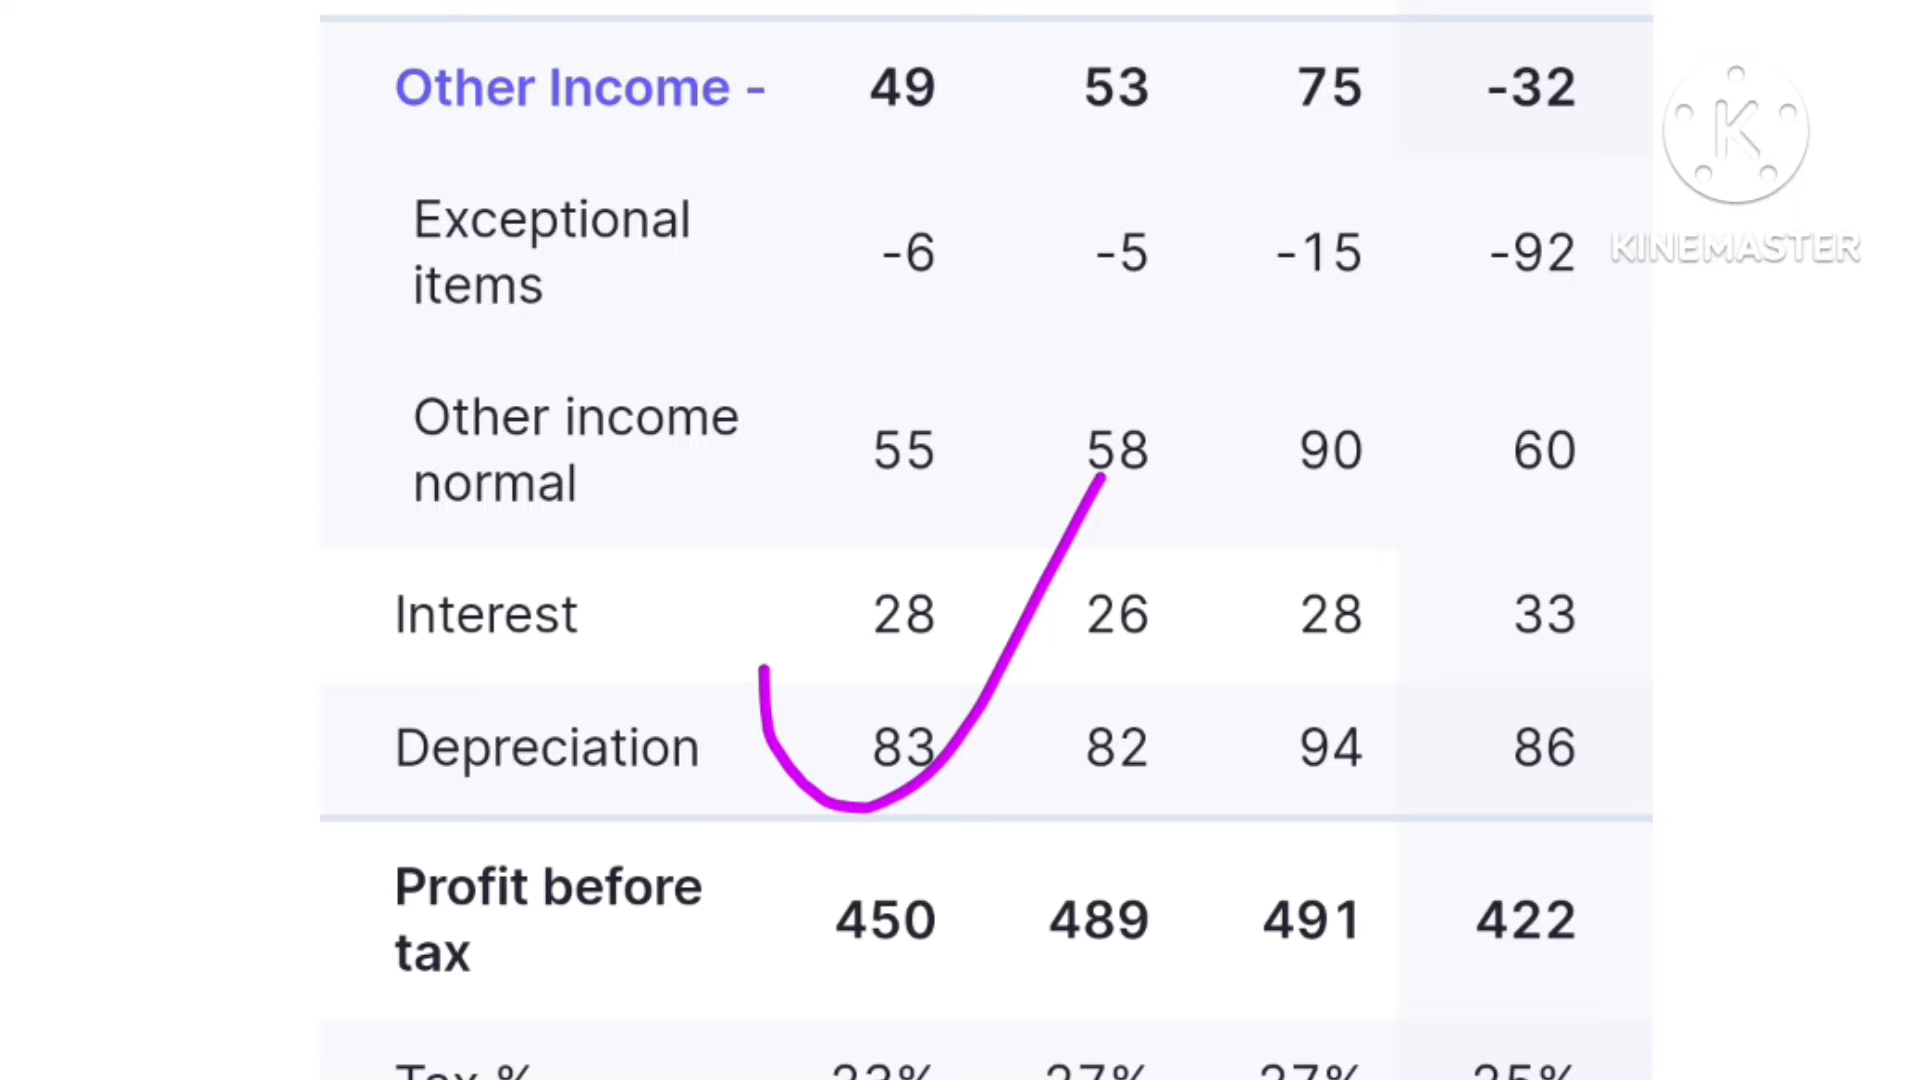 Other Income - 49 53 75 -32
Exceptional items -6 -5 -15 -92
Other income normal 55 58 90 60
Interest 28 26 28 33
Depreciation 83 82 94 86
Profit before tax 450 489 491 422
Tax %
KINEMASTER